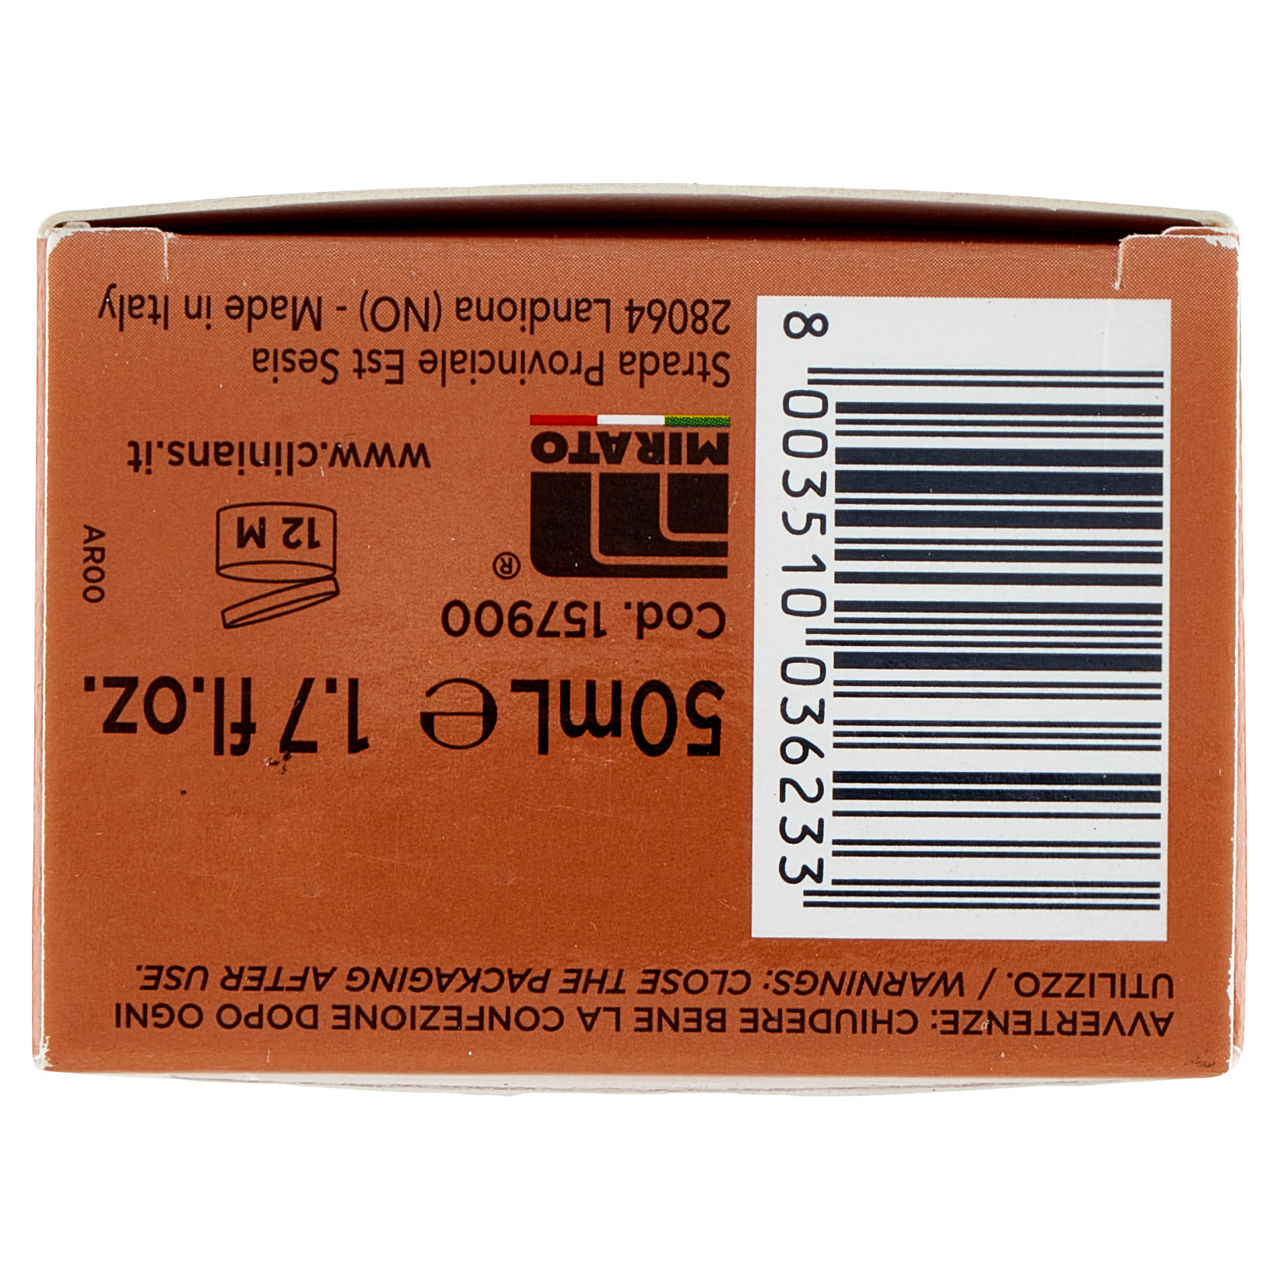 AVVERTENZE: CHIUDERE BENE LA CONFEZIONE DOPO OGNI
UTILIZZO. / WARNINGS: CLOSE THE PACKAGING AFTER USE.
50mL e 1.7 fl.oz.
Cod. 157900
12 M
AR00
®
MIRATO
www.clinians.it
Strada Provinciale Est Sesia
28064 Landiona (NO) - Made in Italy
8 003510 036233